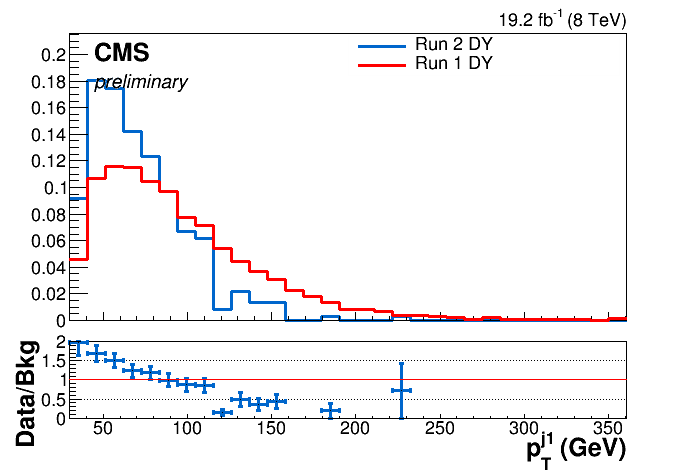 19.2 fb⁻¹ (8 TeV)
CMS
preliminary
Run 2 DY
Run 1 DY
0.2
0.18
0.16
0.14
0.12
0.1
0.08
0.06
0.04
0.02
0
Data/Bkg
2
1.5
1
0.5
0
50 100 150 200 250 300 350
p_T^j1 (GeV)